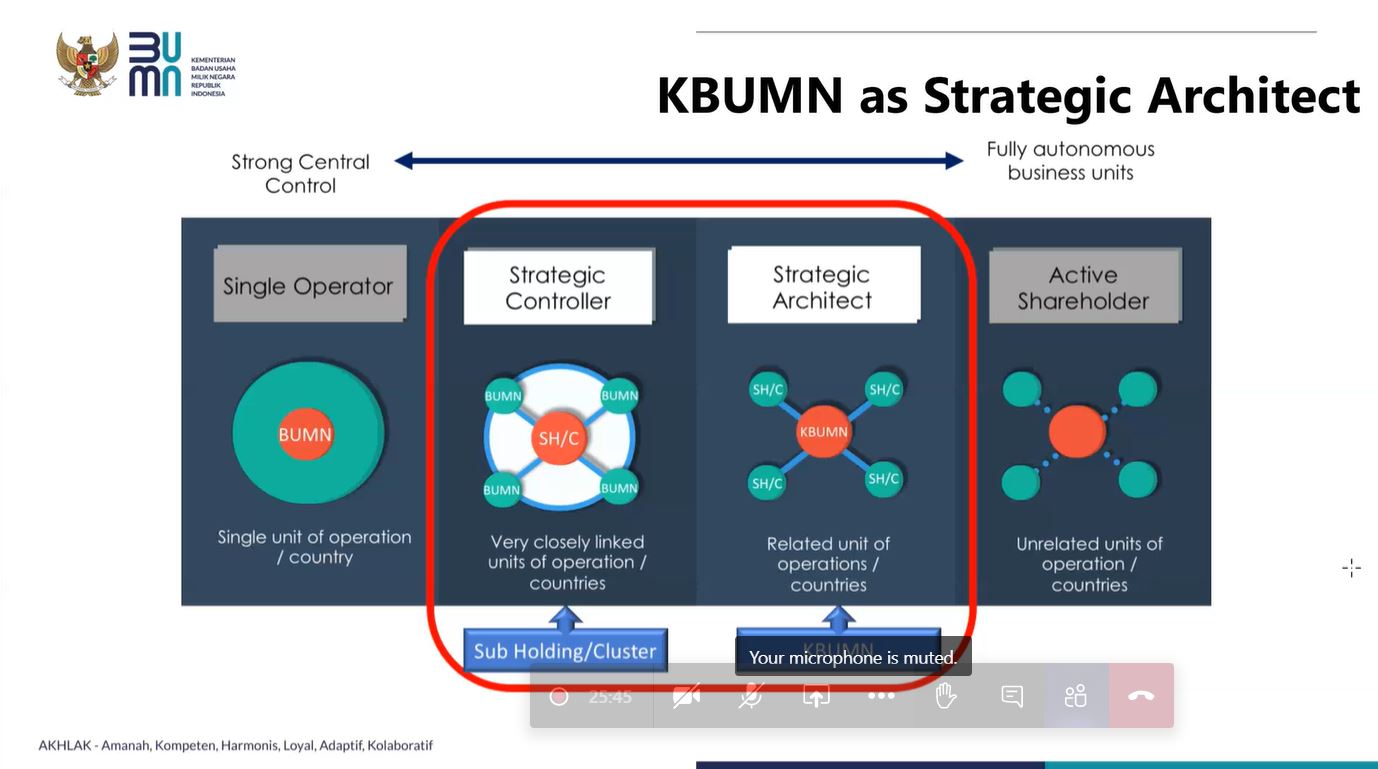 BUMN
KEMENTERIAN
BADAN USAHA
MILIK NEGARA
REPUBLIK
INDONESIA
KBUMN as Strategic Architect
Strong Central
Control
Fully autonomous
business units
Single Operator
Strategic
Controller
Strategic
Architect
Active
Shareholder
BUMN
BUMN
BUMN
SH/C
BUMN
BUMN
SH/C
SH/C
KBUMN
SH/C
SH/C
Single unit of operation
/ country
Very closely linked
units of operation /
countries
Related unit of
operations /
countries
Unrelated units of
operation /
countries
Sub Holding/Cluster
KBUMN
Your microphone is muted.
25:45
AKHLAK - Amanah, Kompeten, Harmonis, Loyal, Adaptif, Kolaboratif